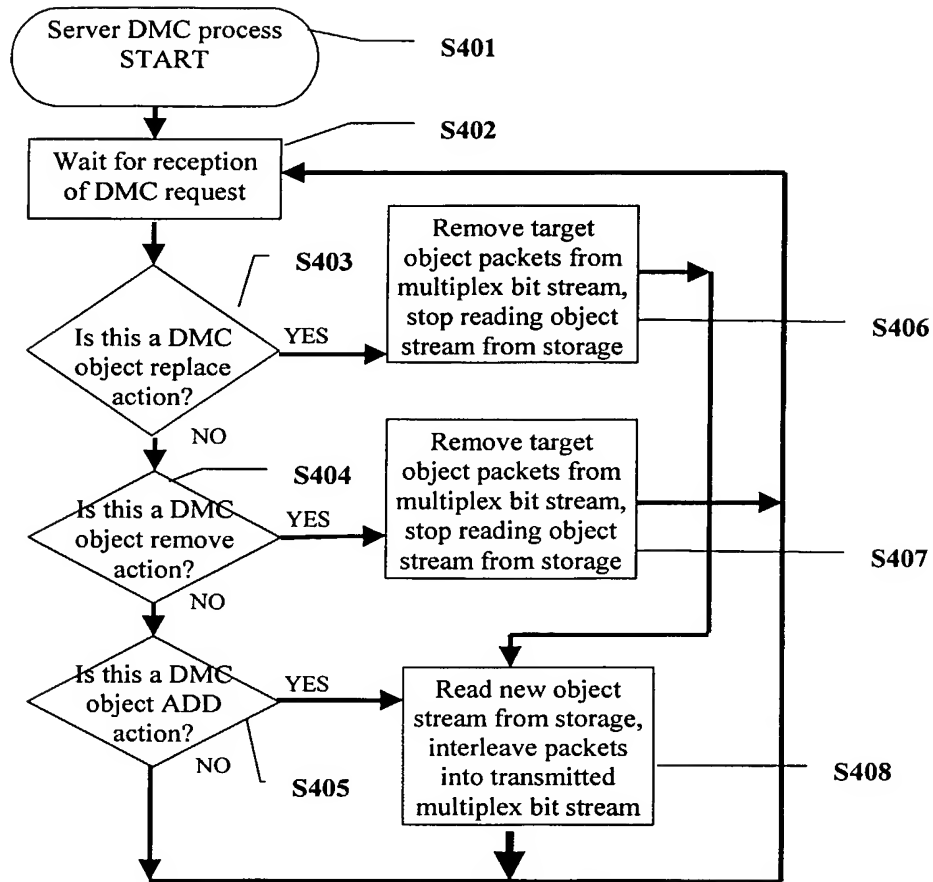 Server DMC process
START
S401
S402
Wait for reception
of DMC request
S403
Is this a DMC
object replace
action?
YES
NO
Remove target
object packets from
multiplex bit stream,
stop reading object
stream from storage
S406
S404
Is this a DMC
object remove
action?
YES
NO
Remove target
object packets from
multiplex bit stream,
stop reading object
stream from storage
S407
Is this a DMC
object ADD
action?
YES
NO
S405
Read new object
stream from storage,
interleave packets
into transmitted
multiplex bit stream
S408